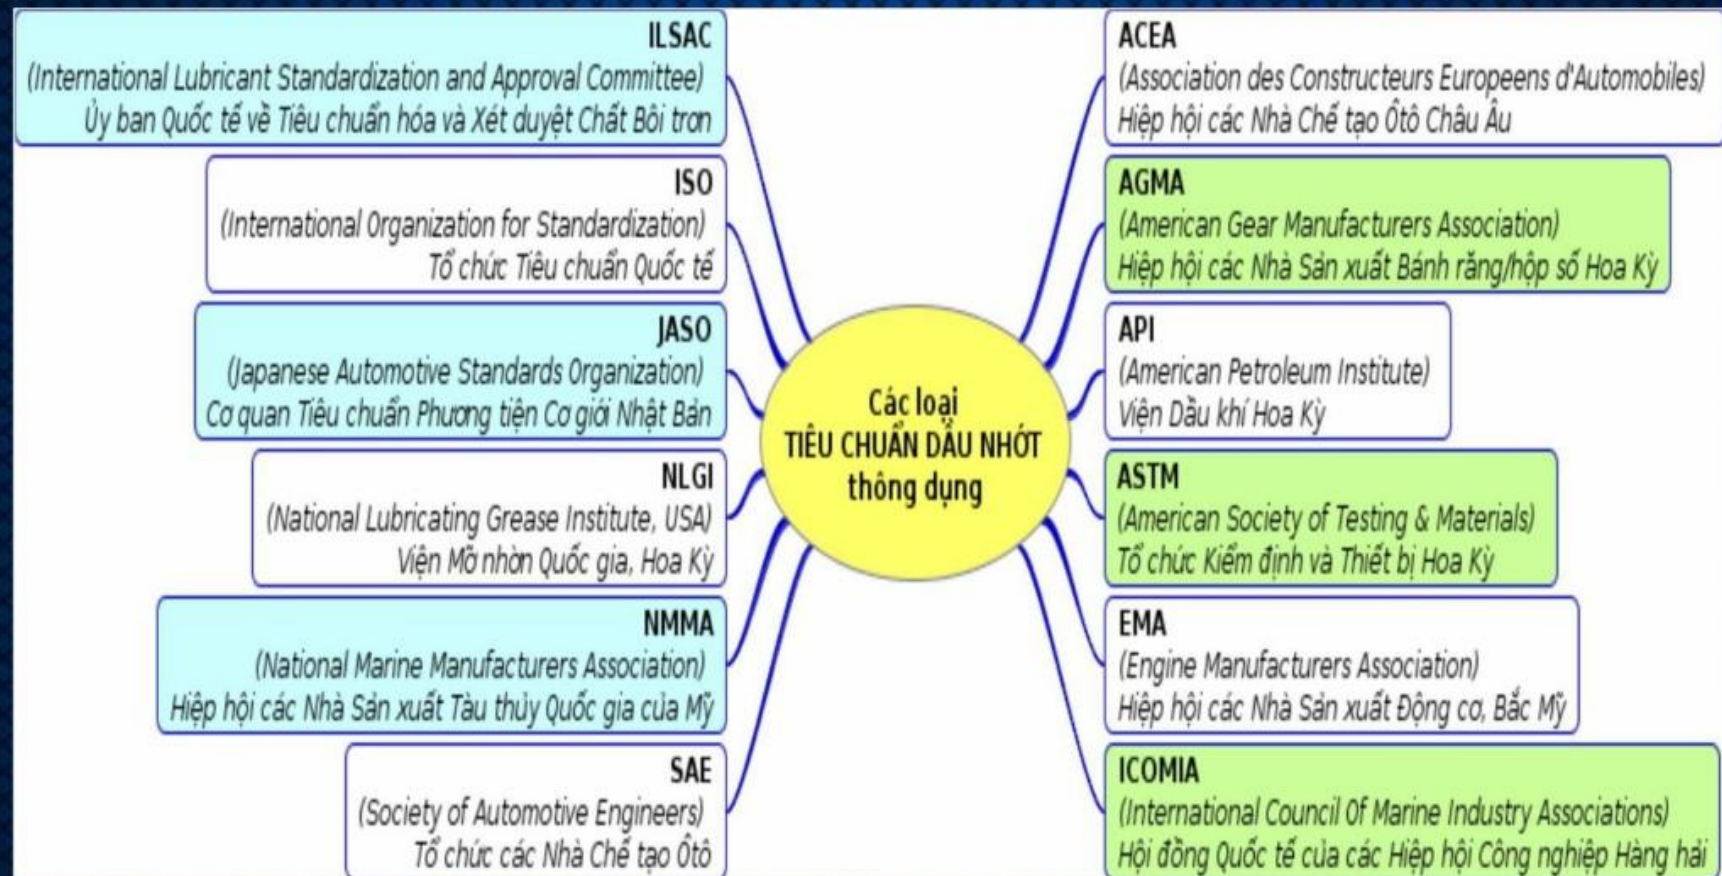 ILSAC
(International Lubricant Standardization and Approval Committee)
Ủy ban Quốc tế về Tiêu chuẩn hóa và Xét duyệt Chất Bôi trơn
ISO
(International Organization for Standardization)
Tổ chức Tiêu chuẩn Quốc tế
JASO
(Japanese Automotive Standards Organization)
Cơ quan Tiêu chuẩn Phương tiện Cơ giới Nhật Bản
NLGI
(National Lubricating Grease Institute, USA)
Viện Mỡ nhờn Quốc gia, Hoa Kỳ
NMMA
(National Marine Manufacturers Association)
Hiệp hội các Nhà Sản xuất Tàu thủy Quốc gia của Mỹ
SAE
(Society of Automotive Engineers)
Tổ chức các Nhà Chế tạo Ôtô
Các loại
TIÊU CHUẨN DẦU NHỚT
thông dụng
ACEA
(Association des Constructeurs Europeens d'Automobiles)
Hiệp hội các Nhà Chế tạo Ôtô Châu Âu
AGMA
(American Gear Manufacturers Association)
Hiệp hội các Nhà Sản xuất Bánh răng/hộp số Hoa Kỳ
API
(American Petroleum Institute)
Viện Dầu khí Hoa Kỳ
ASTM
(American Society of Testing & Materials)
Tổ chức Kiểm định và Thiết bị Hoa Kỳ
EMA
(Engine Manufacturers Association)
Hiệp hội các Nhà Sản xuất Động cơ, Bắc Mỹ
ICOMIA
(International Council Of Marine Industry Associations)
Hội đồng Quốc tế của các Hiệp hội Công nghiệp Hàng hải